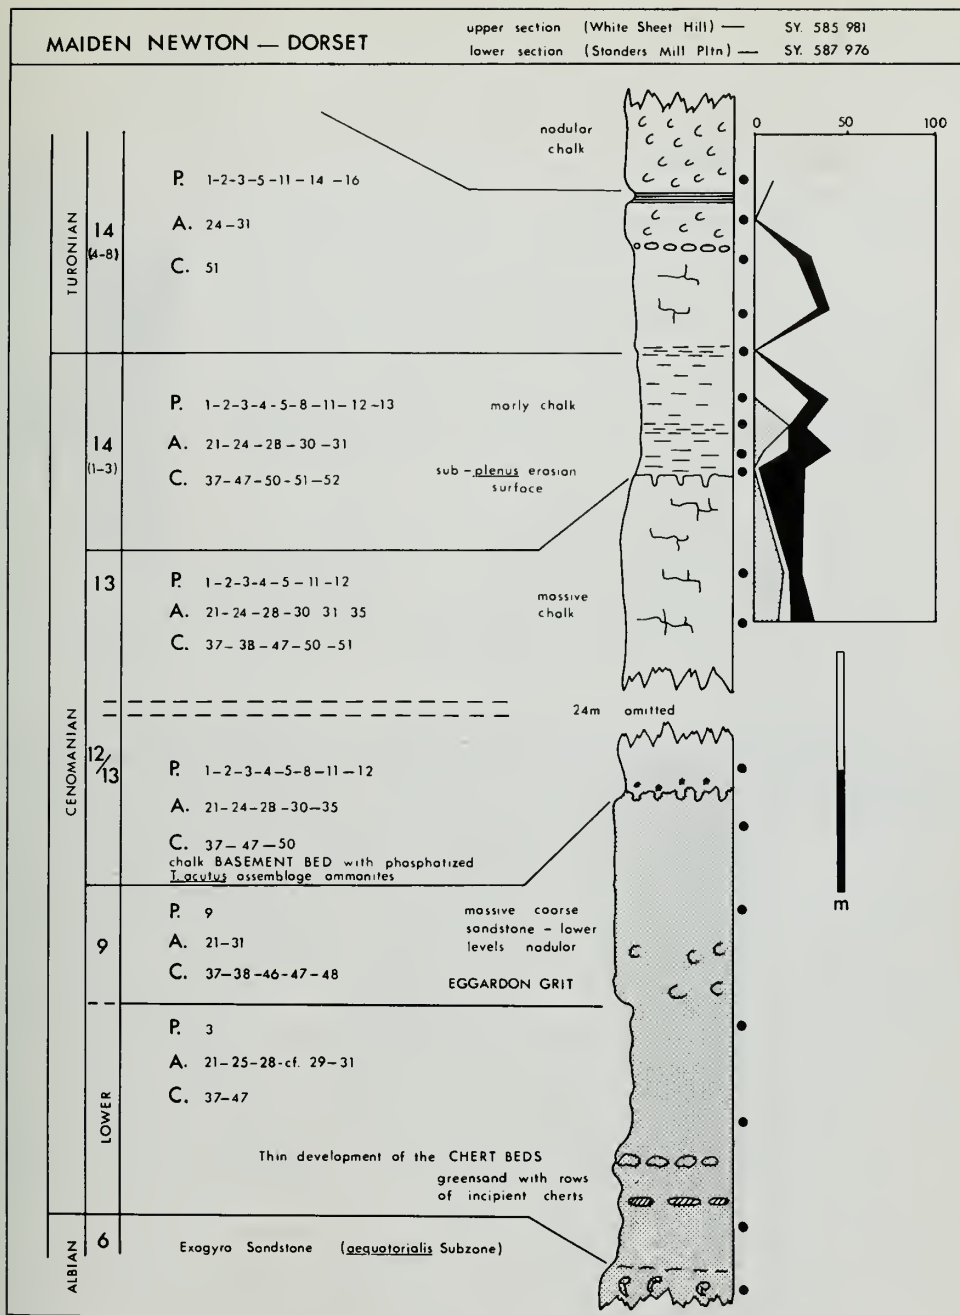 MAIDEN NEWTON — DORSET
upper section (White Sheet Hill) — SY. 585 981
lower section (Standers Mill Pltn) — SY. 587 976
0 50 100
nodular
chalk
TURONIAN
14
(4-8)
P. 1-2-3-5-11-14-16
A. 24-31
C. 51
14
(1-3)
P. 1-2-3-4-5-8-11-12-13
marly chalk
A. 21-24-28-30-31
C. 37-47-50-51-52
sub-plenus erosion
surface
13
P. 1-2-3-4-5-11-12
A. 21-24-28-30 31 35
C. 37-38-47-50-51
massive
chalk
24m omitted
CENOMANIAN
12/13
P. 1-2-3-4-5-8-11-12
A. 21-24-28-30-35
C. 37-47-50
chalk BASEMENT BED with phosphatized
T. acutus assemblage ammonites
m
9
P. 9
A. 21-31
C. 37-38-46-47-48
massive coarse
sandstone - lower
levels nodular
EGGARDON GRIT
LOWER
P. 3
A. 21-25-28-cf. 29-31
C. 37-47
Thin development of the CHERT BEDS
greensand with rows
of incipient cherts
ALBIAN
6
Exogyra Sandstone (aequatorialis Subzone)